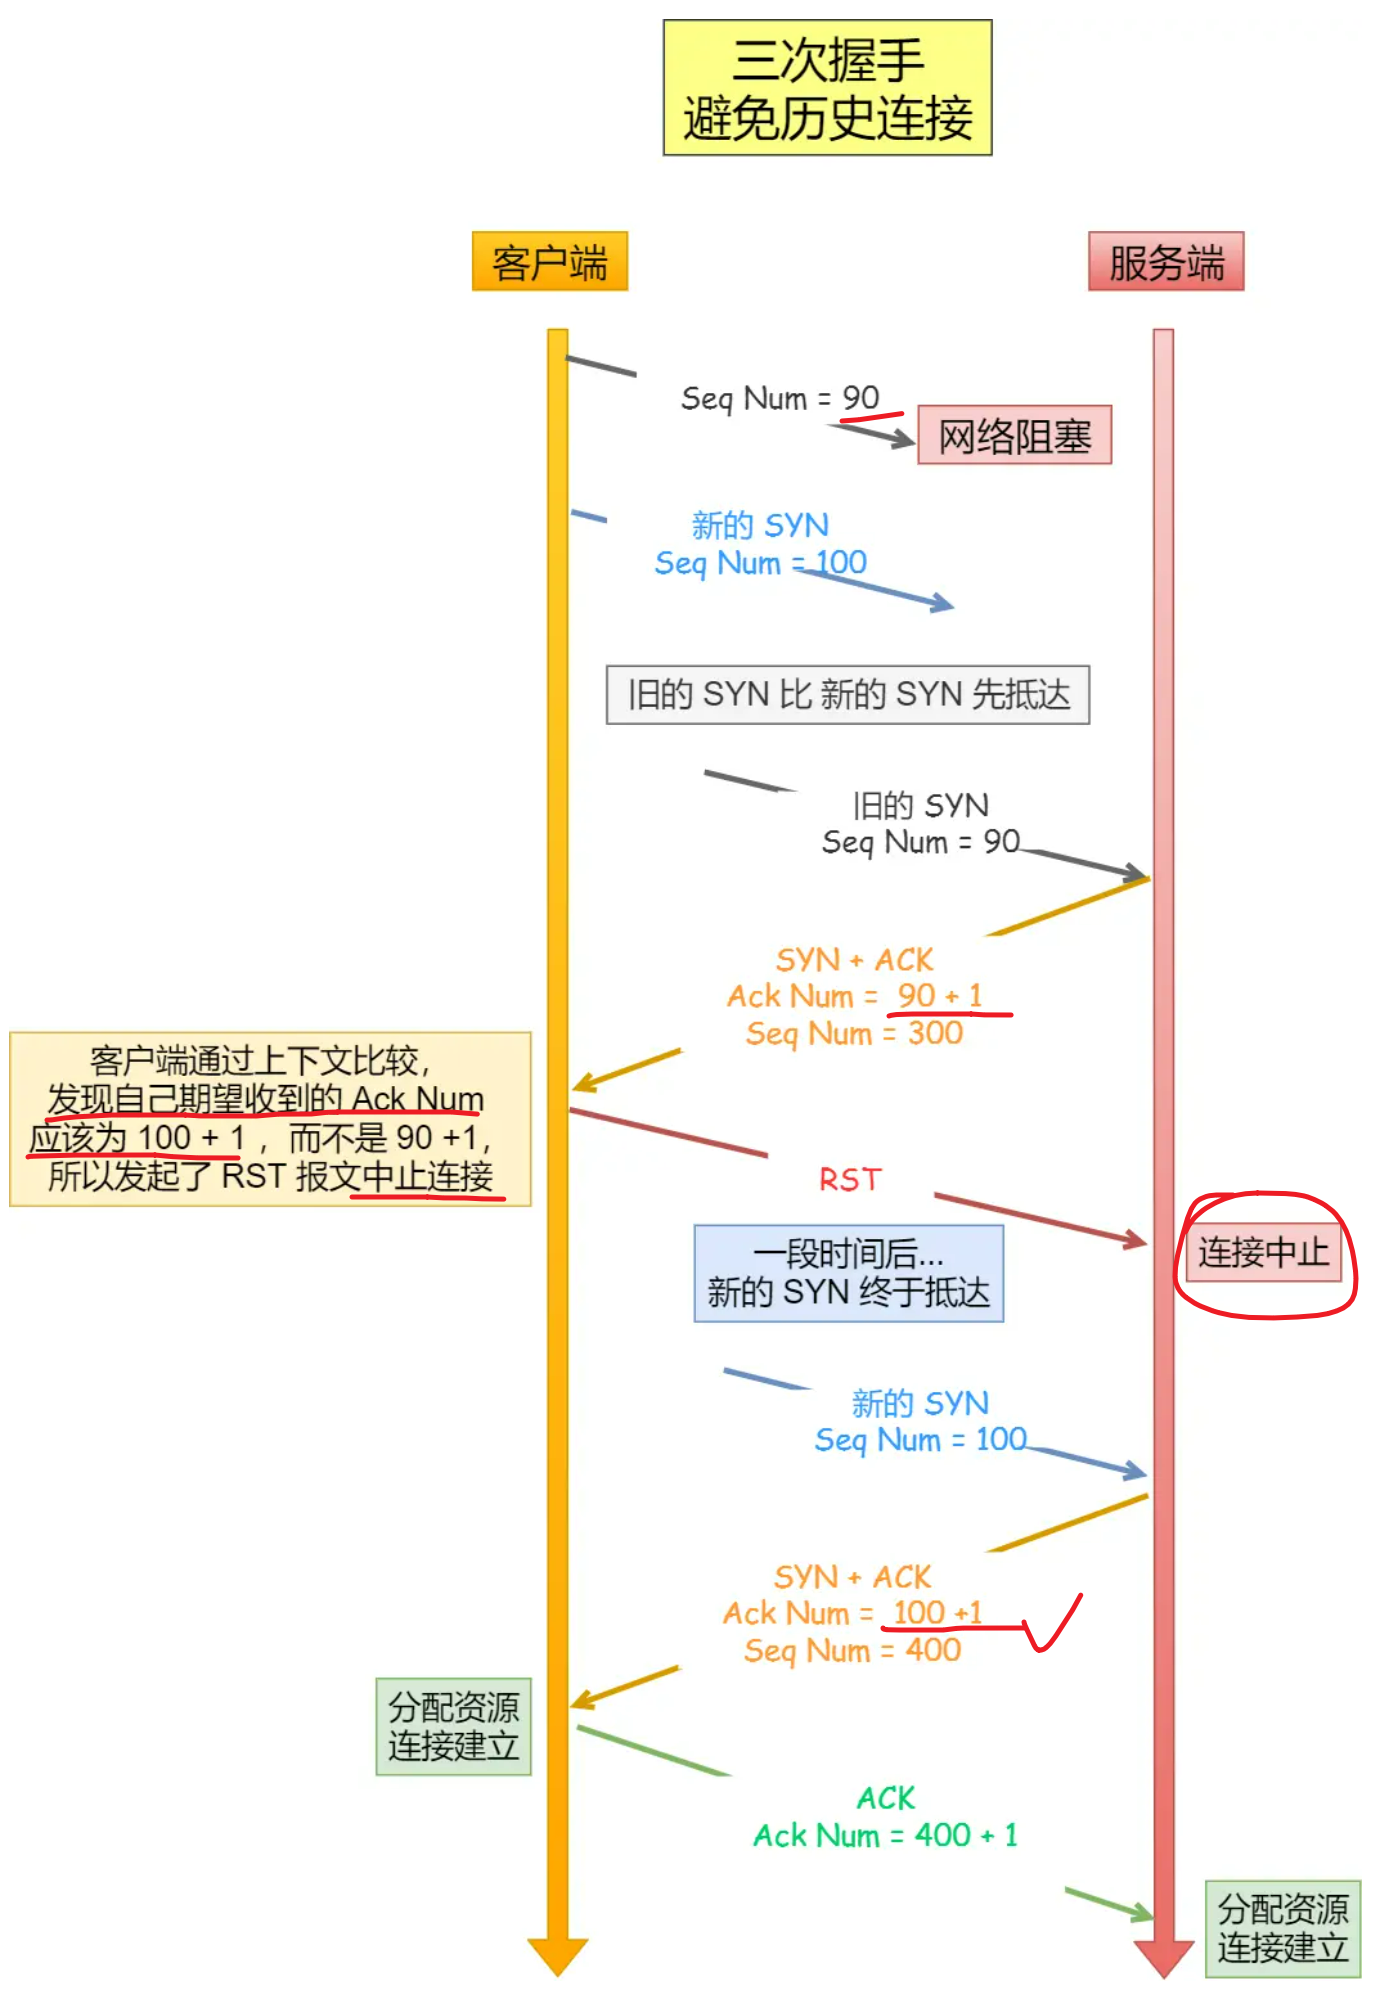 三次握手
避免历史连接
客户端
服务端
Seq Num = 90
网络阻塞
新的 SYN
Seq Num = 100
旧的 SYN 比 新的 SYN 先抵达
旧的 SYN
Seq Num = 90
SYN + ACK
Ack Num = 90 + 1
Seq Num = 300
客户端通过上下文比较，
发现自己期望收到的 Ack Num
应该为 100 + 1 ，而不是 90 +1，
所以发起了 RST 报文中止连接
RST
连接中止
一段时间后...
新的 SYN 终于抵达
新的 SYN
Seq Num = 100
SYN + ACK
Ack Num = 100 +1
Seq Num = 400
分配资源
连接建立
ACK
Ack Num = 400 + 1
分配资源
连接建立